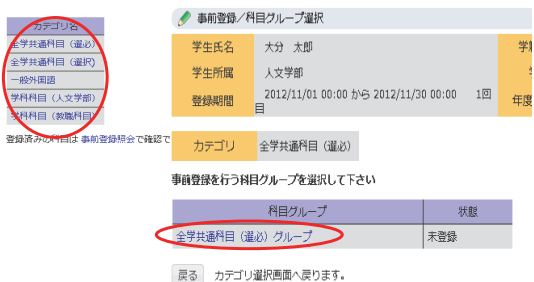 カテゴリ名
全学共通科目（選必）
全学共通科目（選択)
一般外国語
学科科目（人文学部）
学科科目（教職科目）
登録済みの科目は 事前登録照会で確認で
事前登録／科目グループ選択
学生氏名 大分 太郎
学生所属 人文学部
登録期間 2012/11/01 00:00 から 2012/11/30 00:00 1回
目
年度
カテゴリ 全学共通科目（選必）
事前登録を行う科目グループを選択して下さい
科目グループ 状態
全学共通科目（選必）グループ 未登録
戻る カテゴリ選択画面へ戻ります。